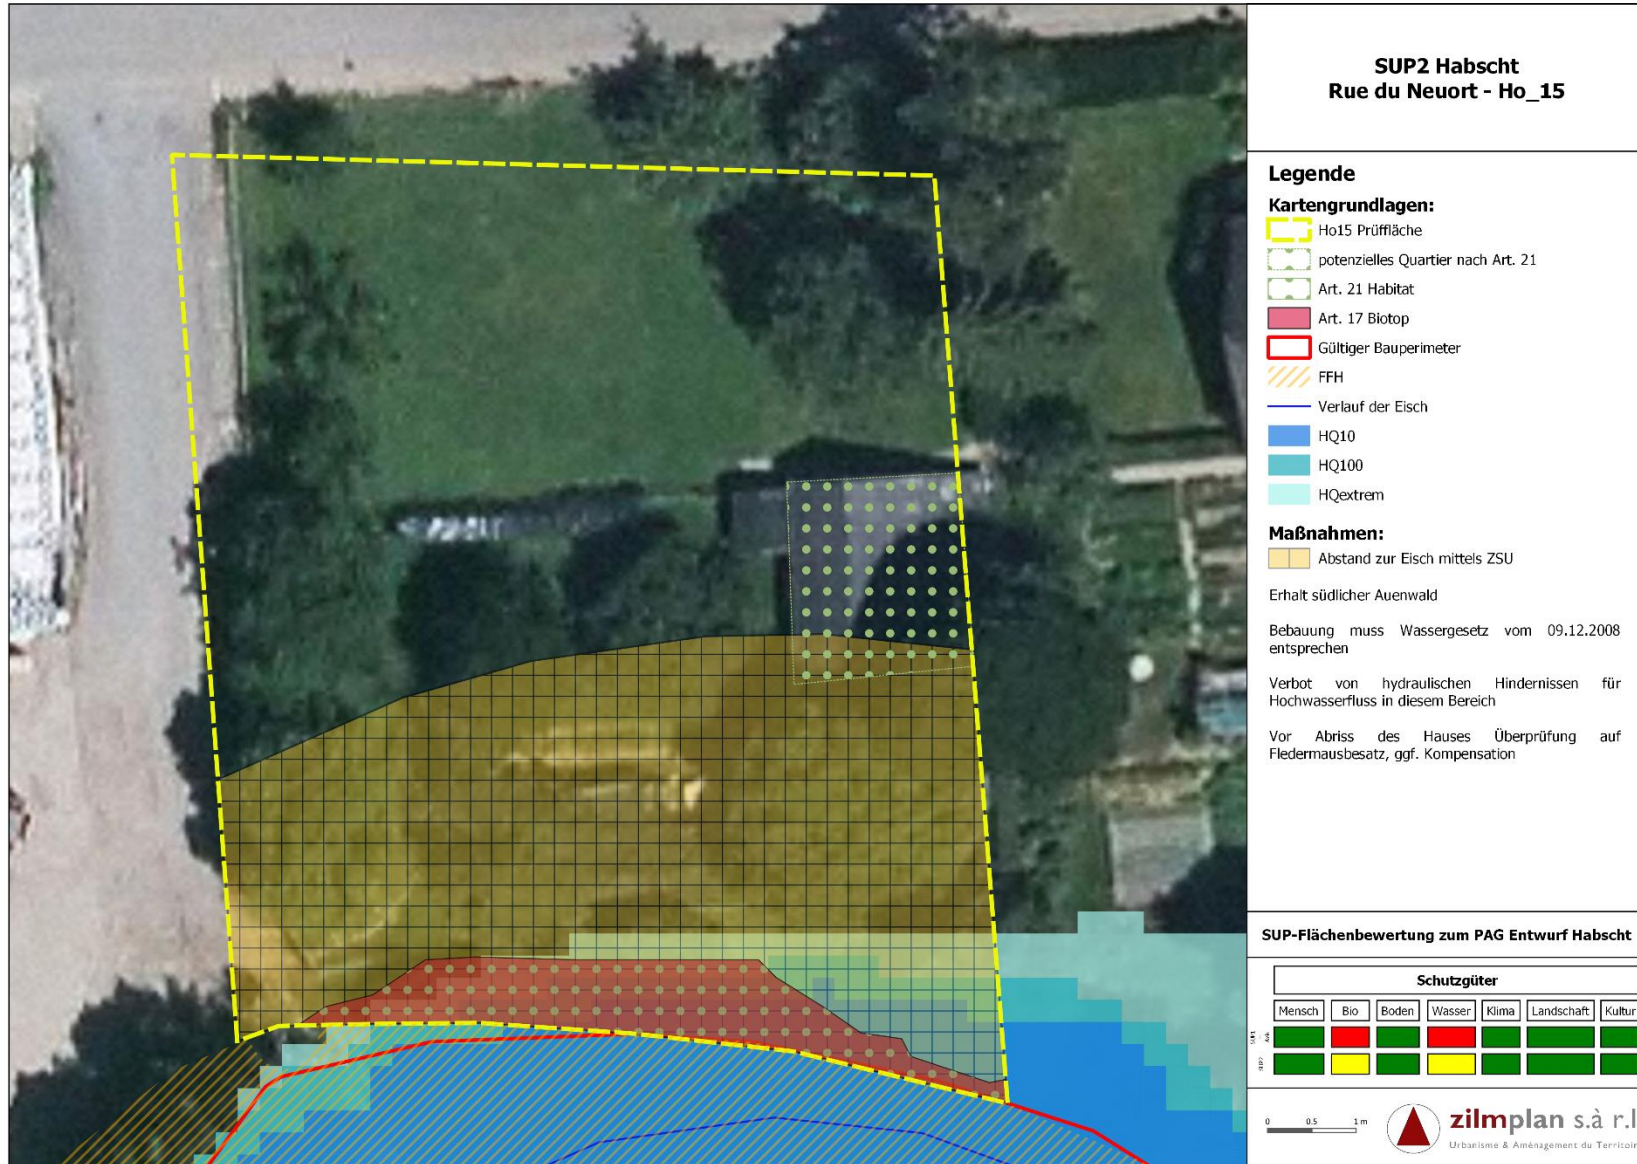 SUP2 Habscht
Rue du Neuort - Ho_15
Legende
Kartengrundlagen:
Ho15 Prüffläche
potenzielles Quartier nach Art. 21
Art. 21 Habitat
Art. 17 Biotop
Gültiger Bauperimeter
FFH
Verlauf der Eisch
HQ10
HQ100
HQextrem
Maßnahmen:
Abstand zur Eisch mittels ZSU
Erhalt südlicher Auenwald
Bebauung muss Wassergesetz vom 09.12.2008
entsprechen
Verbot von hydraulischen Hindernissen für
Hochwasserfluss in diesem Bereich
Vor Abriss des Hauses Überprüfung auf
Fledermausbesatz, ggf. Kompensation
SUP-Flächenbewertung zum PAG Entwurf Habscht
Schutzgüter
Mensch Bio Boden Wasser Klima Landschaft Kultur
SUP2
0 0.5 1 m
zilmplan s.à r.l
Urbanisme & Aménagement du Territoir